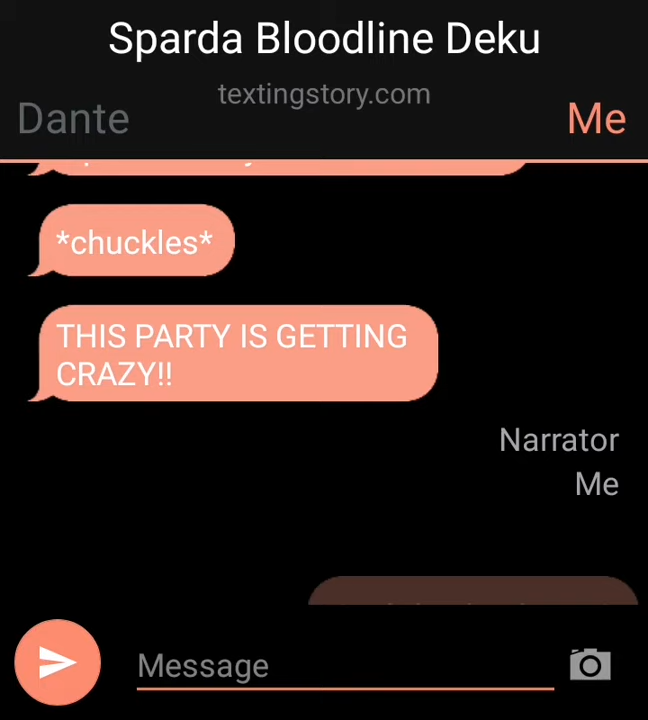 Sparda Bloodline Deku
textingstory.com
Dante
Me
*chuckles*
THIS PARTY IS GETTING
CRAZY!!
Narrator
Me
Message